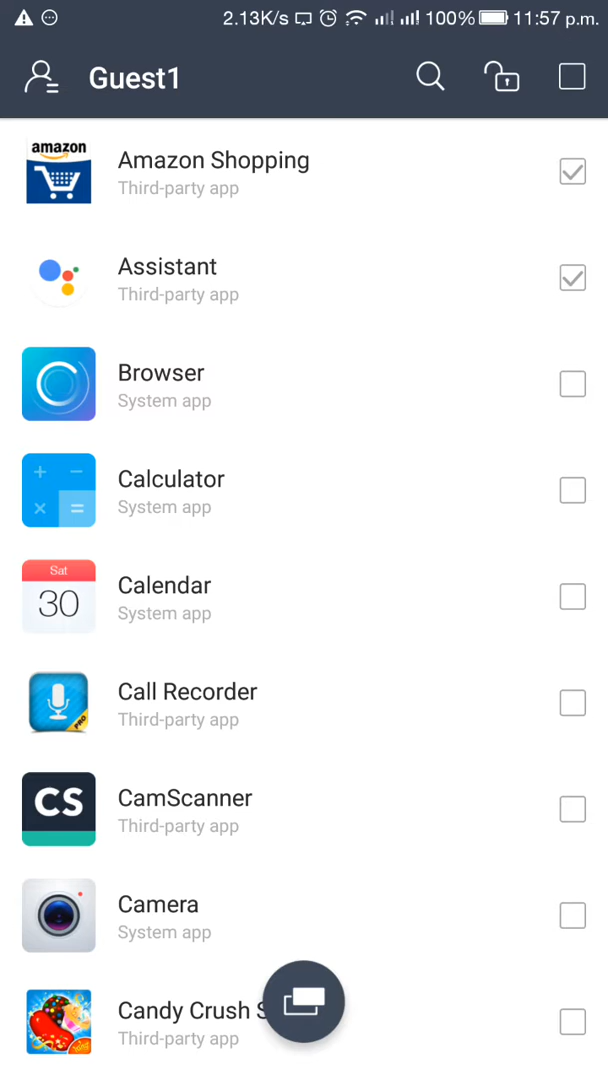 2.13K/s 100% 11:57 p.m.
Guest1
amazon
Amazon Shopping
Third-party app
Assistant
Third-party app
Browser
System app
Calculator
System app
Sat
30
Calendar
System app
PRO
Call Recorder
Third-party app
CS
CamScanner
Third-party app
Camera
System app
Candy Crush S
Third-party app
King